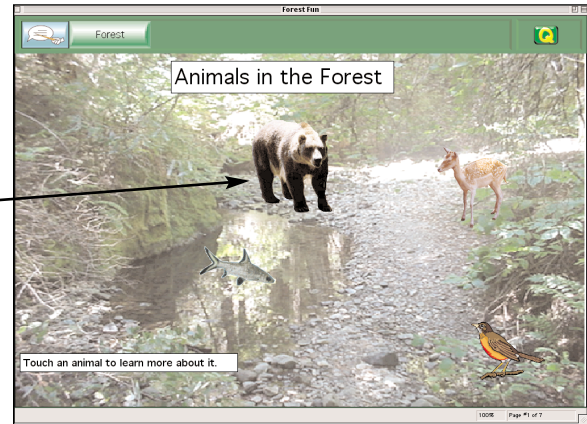 Forest Fun
Forest
Q
Animals in the Forest
Touch an animal to learn more about it.
100% Page #1 of 7